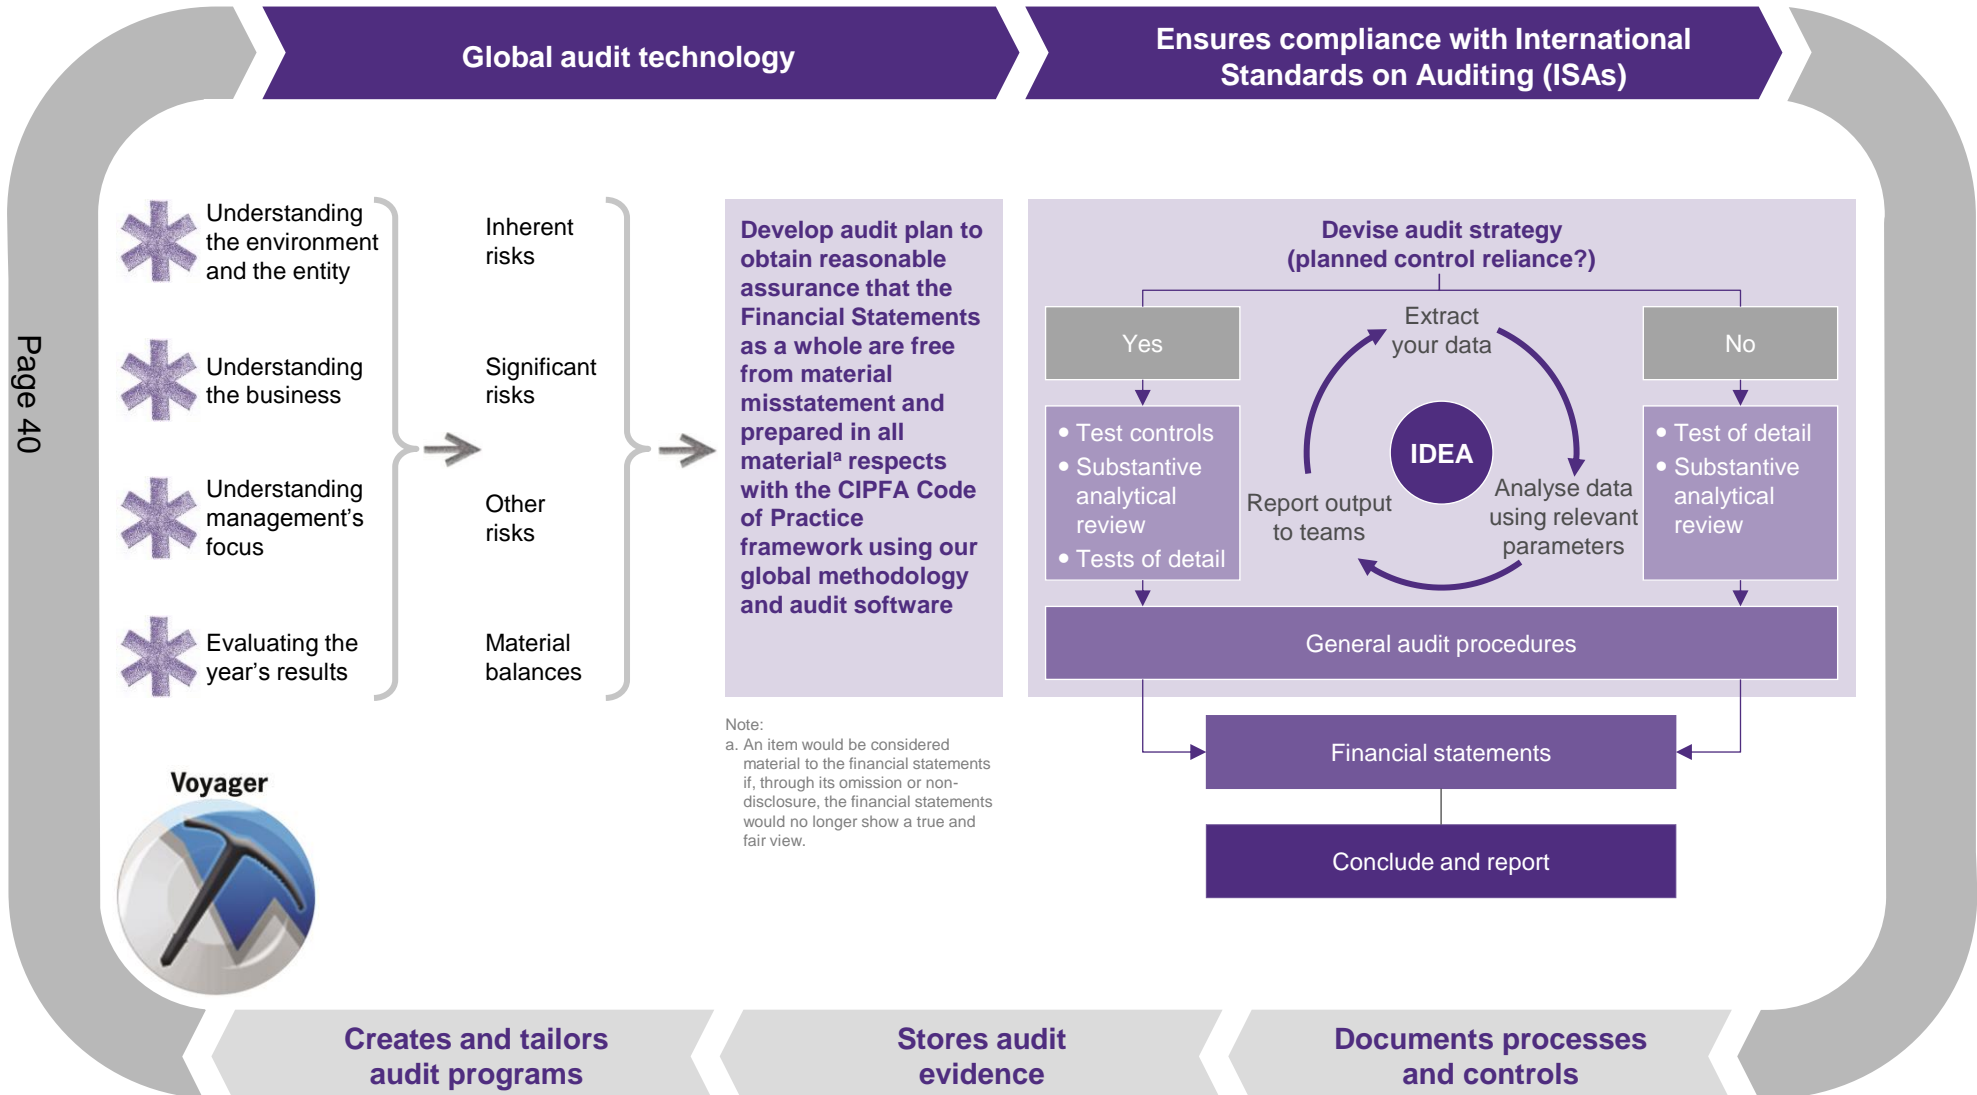 Global audit technology
Ensures compliance with International
Standards on Auditing (ISAs)
Page 40
Understanding
the environment
and the entity
Understanding
the business
Understanding
management’s
focus
Evaluating the
year’s results
Inherent
risks
Significant
risks
Other
risks
Material
balances
Develop audit plan to
obtain reasonable
assurance that the
Financial Statements
as a whole are free
from material
misstatement and
prepared in all
materialª respects
with the CIPFA Code
of Practice
framework using our
global methodology
and audit software
Note:
a. An item would be considered
material to the financial statements
if, through its omission or non-
disclosure, the financial statements
would no longer show a true and
fair view.
Devise audit strategy
(planned control reliance?)
Yes
• Test controls
• Substantive
analytical
review
• Tests of detail
Extract
your data
IDEA
Analyse data
using relevant
parameters
Report output
to teams
No
• Test of detail
• Substantive
analytical
review
General audit procedures
Financial statements
Conclude and report
Voyager
Creates and tailors
audit programs
Stores audit
evidence
Documents processes
and controls